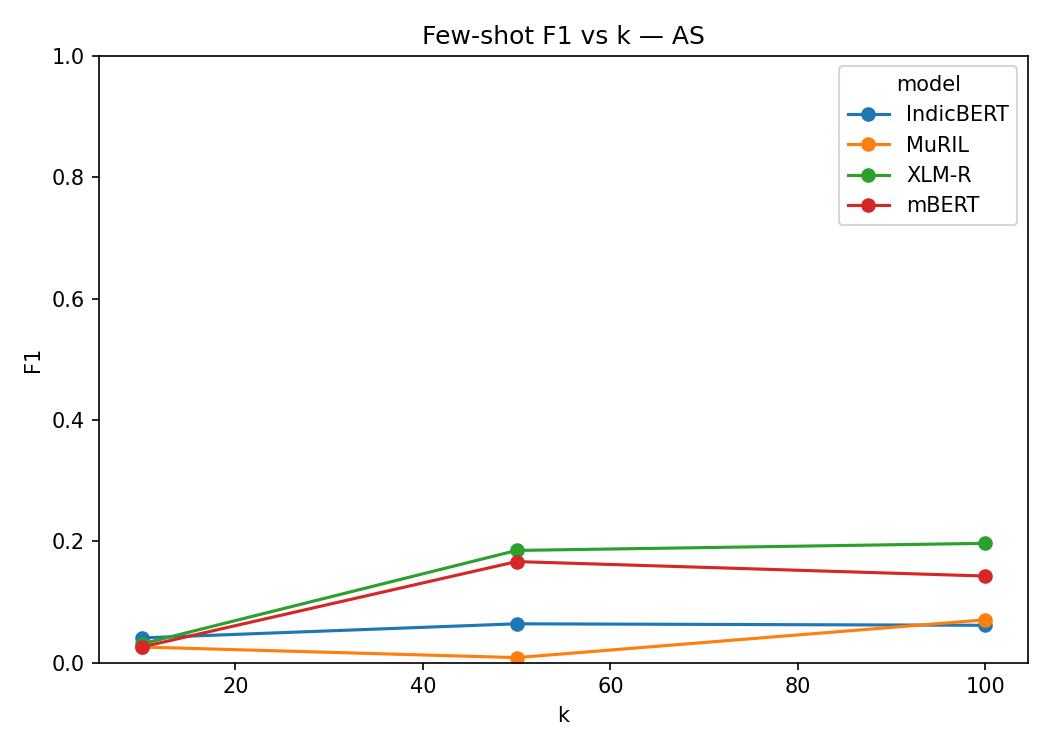 Few-shot F1 vs k — AS
model
IndicBERT
MuRIL
XLM-R
mBERT
F1
1.0
0.8
0.6
0.4
0.2
0.0
20 40 60 80 100
k